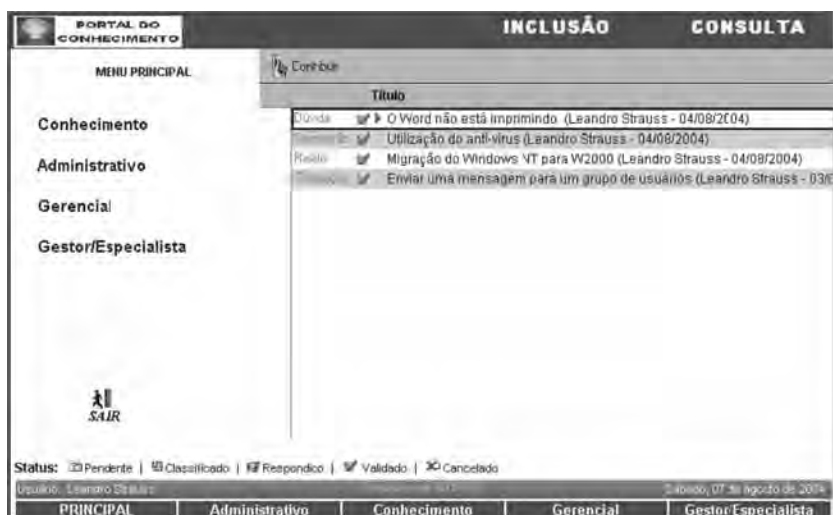 PORTAL DO
CONHECIMENTO
INCLUSÃO
CONSULTA
MENU PRINCIPAL
Contribuir
Título
Conhecimento
Administrativo
Gerencial
Gestor/Especialista
Dúvida O Word não está imprimindo (Leandro Strauss - 04/08/2004)
Utilização do anti-virus (Leandro Strauss - 04/08/2004)
Migração do Windows NT para W2000 (Leandro Strauss - 04/08/2004)
Enviar uma mensagem para um grupo de usuários (Leandro Strauss - 03/0
SAIR
Status: Pendente | Classificado | Respondico | Validado | Cancelado
Usuário: Leandro Strauss
Sábado, 07 de agosto de 2004
PRINCIPAL Administrativo Conhecimento Gerencial Gestor/Especialista